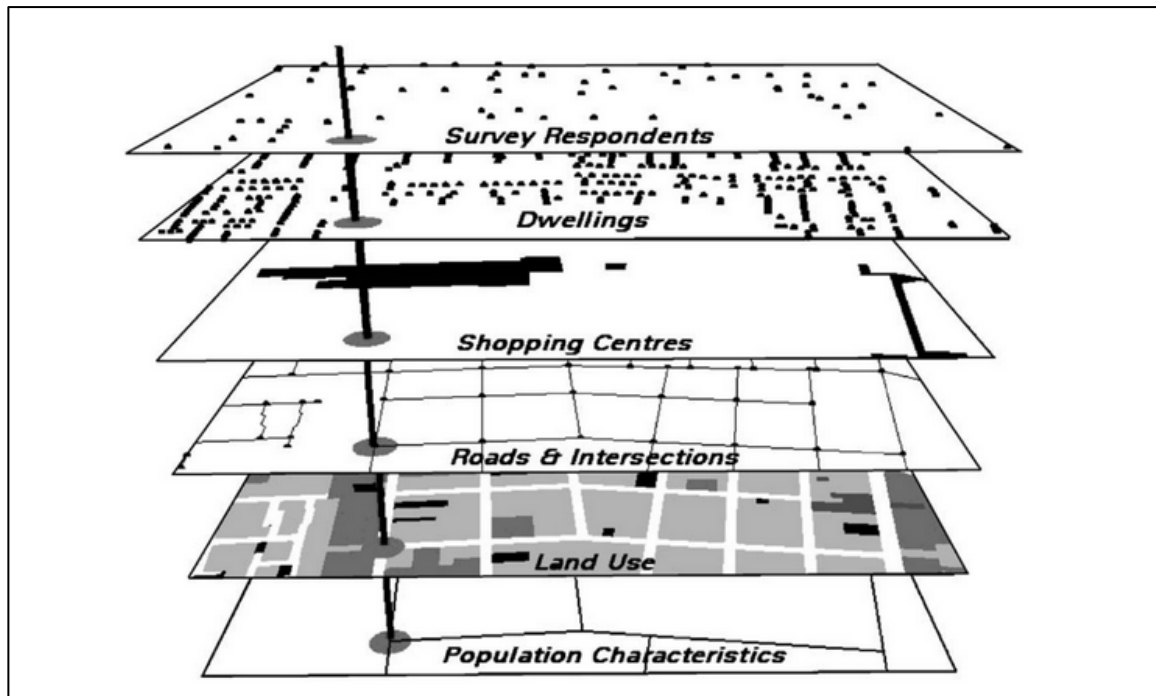 Survey Respondents
Dwellings
Shopping Centres
Roads & Intersections
Land Use
Population Characteristics